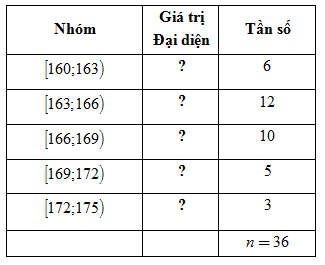 Nhóm Giá trị Đại diện Tần số
[160;163) ? 6
[163;166) ? 12
[166;169) ? 10
[169;172) ? 5
[172;175) ? 3
n = 36